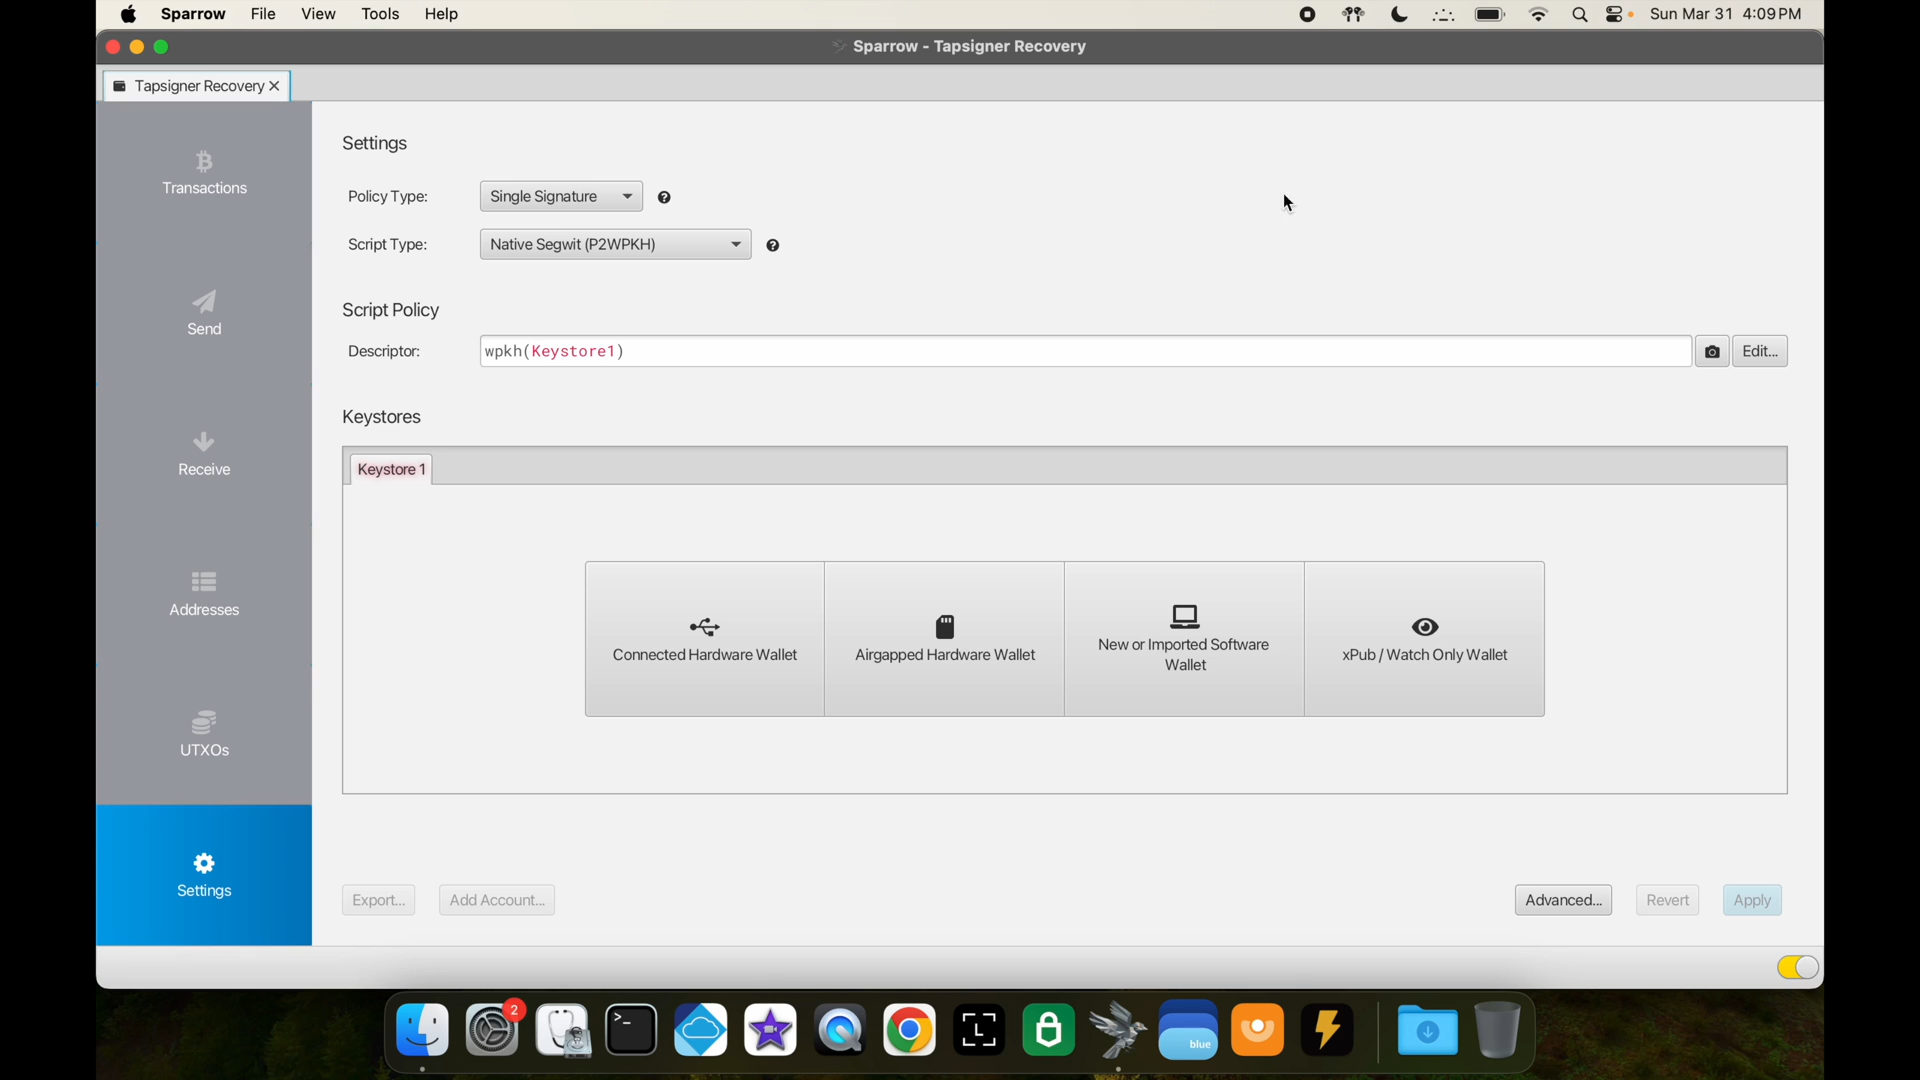 Sparrow File View Tools Help Sun Mar 31 4:09 PM
Sparrow - Tapsigner Recovery
Tapsigner Recovery
Transactions
Send
Receive
Addresses
UTXOs
Settings
Settings
Policy Type: Single Signature
Script Type: Native Segwit (P2WPKH)
Script Policy
Descriptor: wpkh(Keystore1) Edit...
Keystores
Keystore 1
Connected Hardware Wallet
Airgapped Hardware Wallet
New or Imported Software
Wallet
xPub / Watch Only Wallet
Export... Add Account... Advanced... Revert Apply
2
>_
L
blue